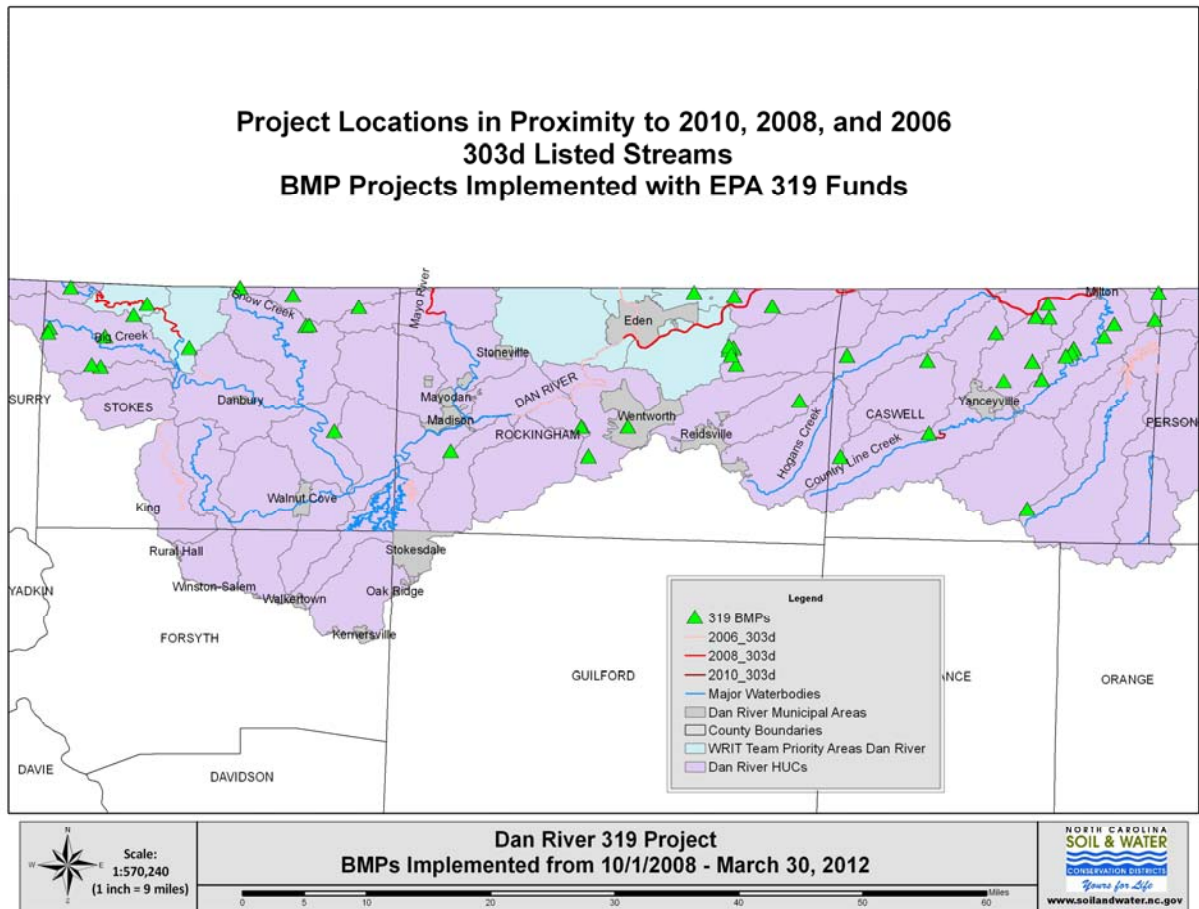 Project Locations in Proximity to 2010, 2008, and 2006
303d Listed Streams
BMP Projects Implemented with EPA 319 Funds
Mayo River
Snow Creek
Milton
Eden
Big Creek
Stoneville
SURRY
STOKES
Danbury
Mayodan
Madison
DAN RIVER
Wentworth
ROCKINGHAM
Reidsville
Hogans Creek
CASWELL
Yanceyville
PERSON
Country Line Creek
King
Walnut Cove
Rural Hall
Stokesdale
Winston-Salem
Walkertown
Oak Ridge
Kernersville
YADKIN
FORSYTH
GUILFORD
ANCE
ORANGE
DAVIE
DAVIDSON
Legend
319 BMPs
2006_303d
2008_303d
2010_303d
Major Waterbodies
Dan River Municipal Areas
County Boundaries
WRIT Team Priority Areas Dan River
Dan River HUCs
N
W E
Scale:
1:570,240
(1 inch = 9 miles)
Dan River 319 Project
BMPs Implemented from 10/1/2008 - March 30, 2012
Miles
0 5 10 20 30 40 50 60
NORTH CAROLINA
SOIL & WATER
CONSERVATION DISTRICTS
Yours for Life
www.soilandwater.nc.gov